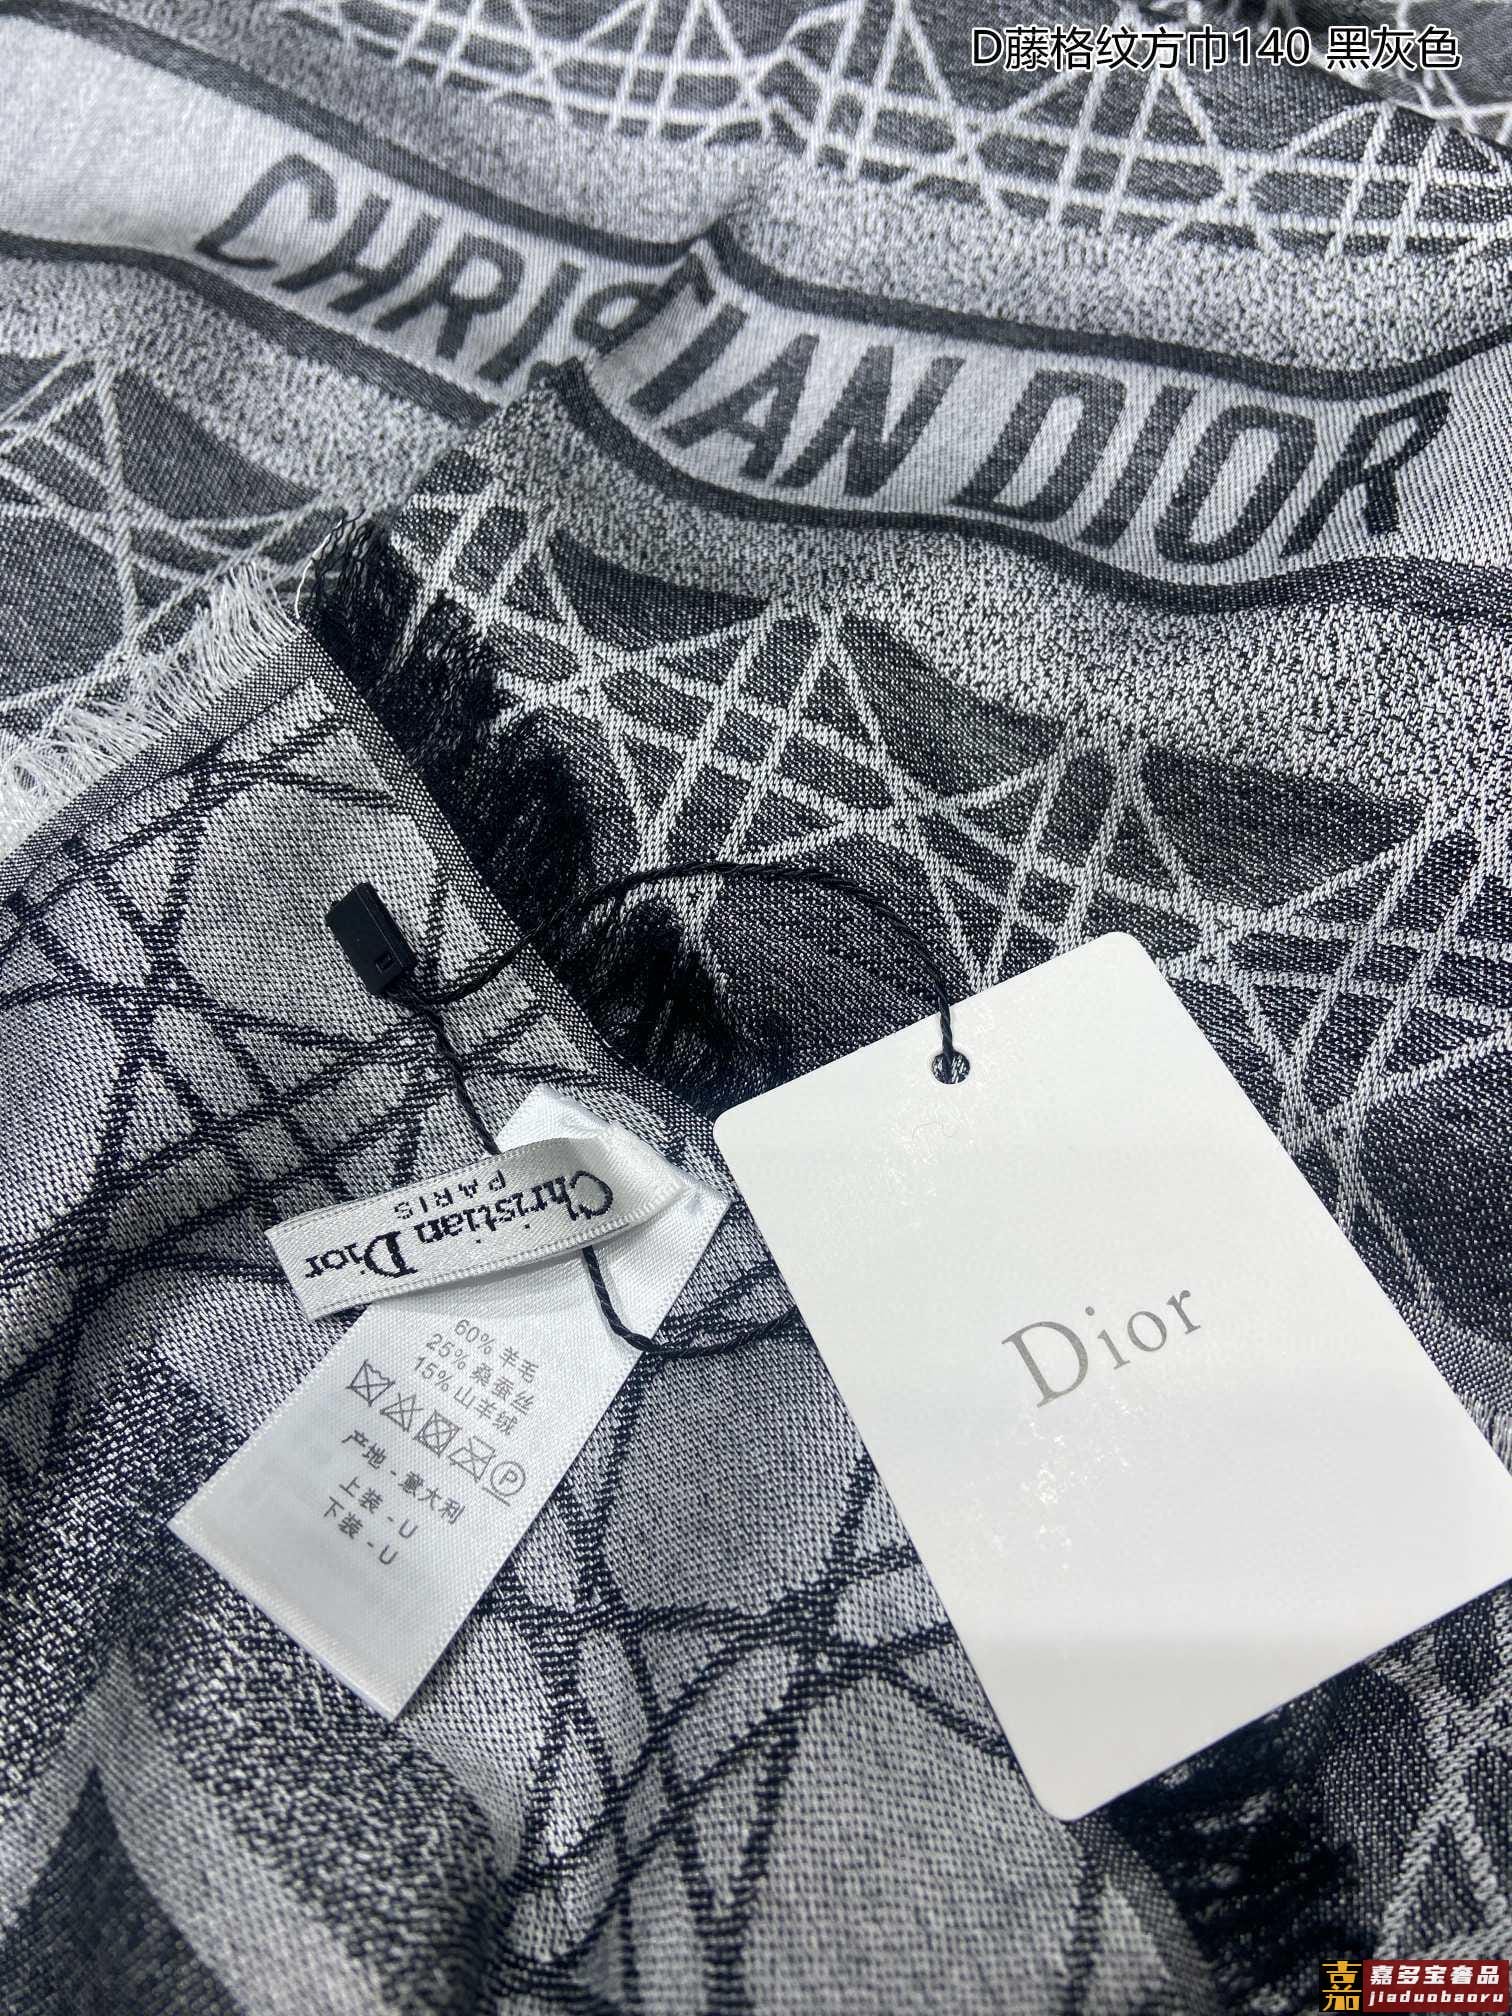 D藤格纹方巾140 黑灰色
CHRISTIAN DIOR
Christian Dior
PARIS
60% 羊毛
25% 桑蚕丝
15% 山羊绒
P
产地 - 意大利
上装 - U
下装 - U
Dior
吉茄
嘉多宝奢品
jiaduobaoru